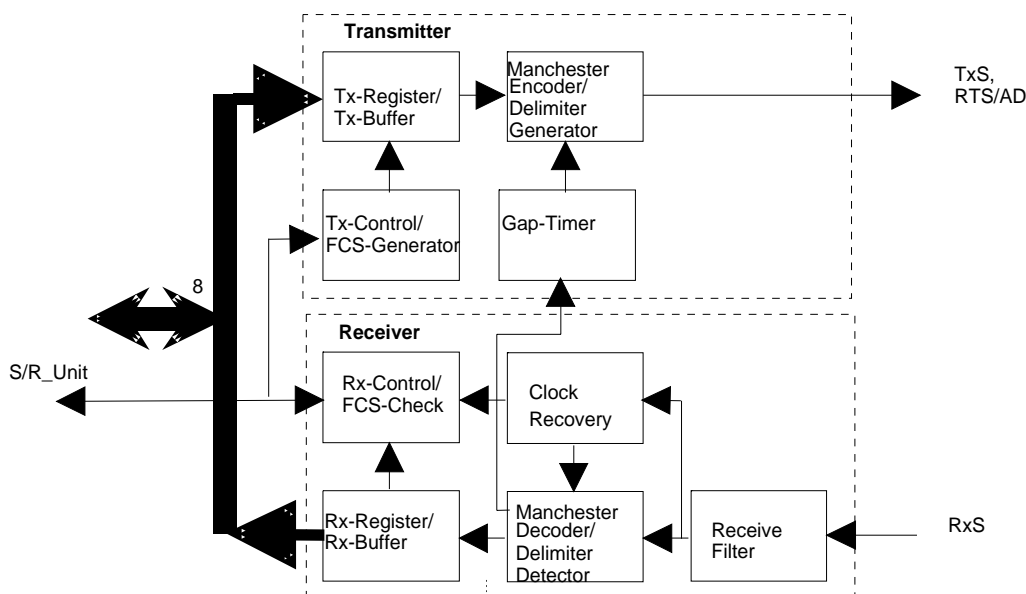 Transmitter
Tx-Register/
Tx-Buffer
Manchester
Encoder/
Delimiter
Generator
TxS,
RTS/AD
Tx-Control/
FCS-Generator
Gap-Timer
8
Receiver
S/R_Unit
Rx-Control/
FCS-Check
Clock
Recovery
Rx-Register/
Rx-Buffer
Manchester
Decoder/
Delimiter
Detector
Receive
Filter
RxS